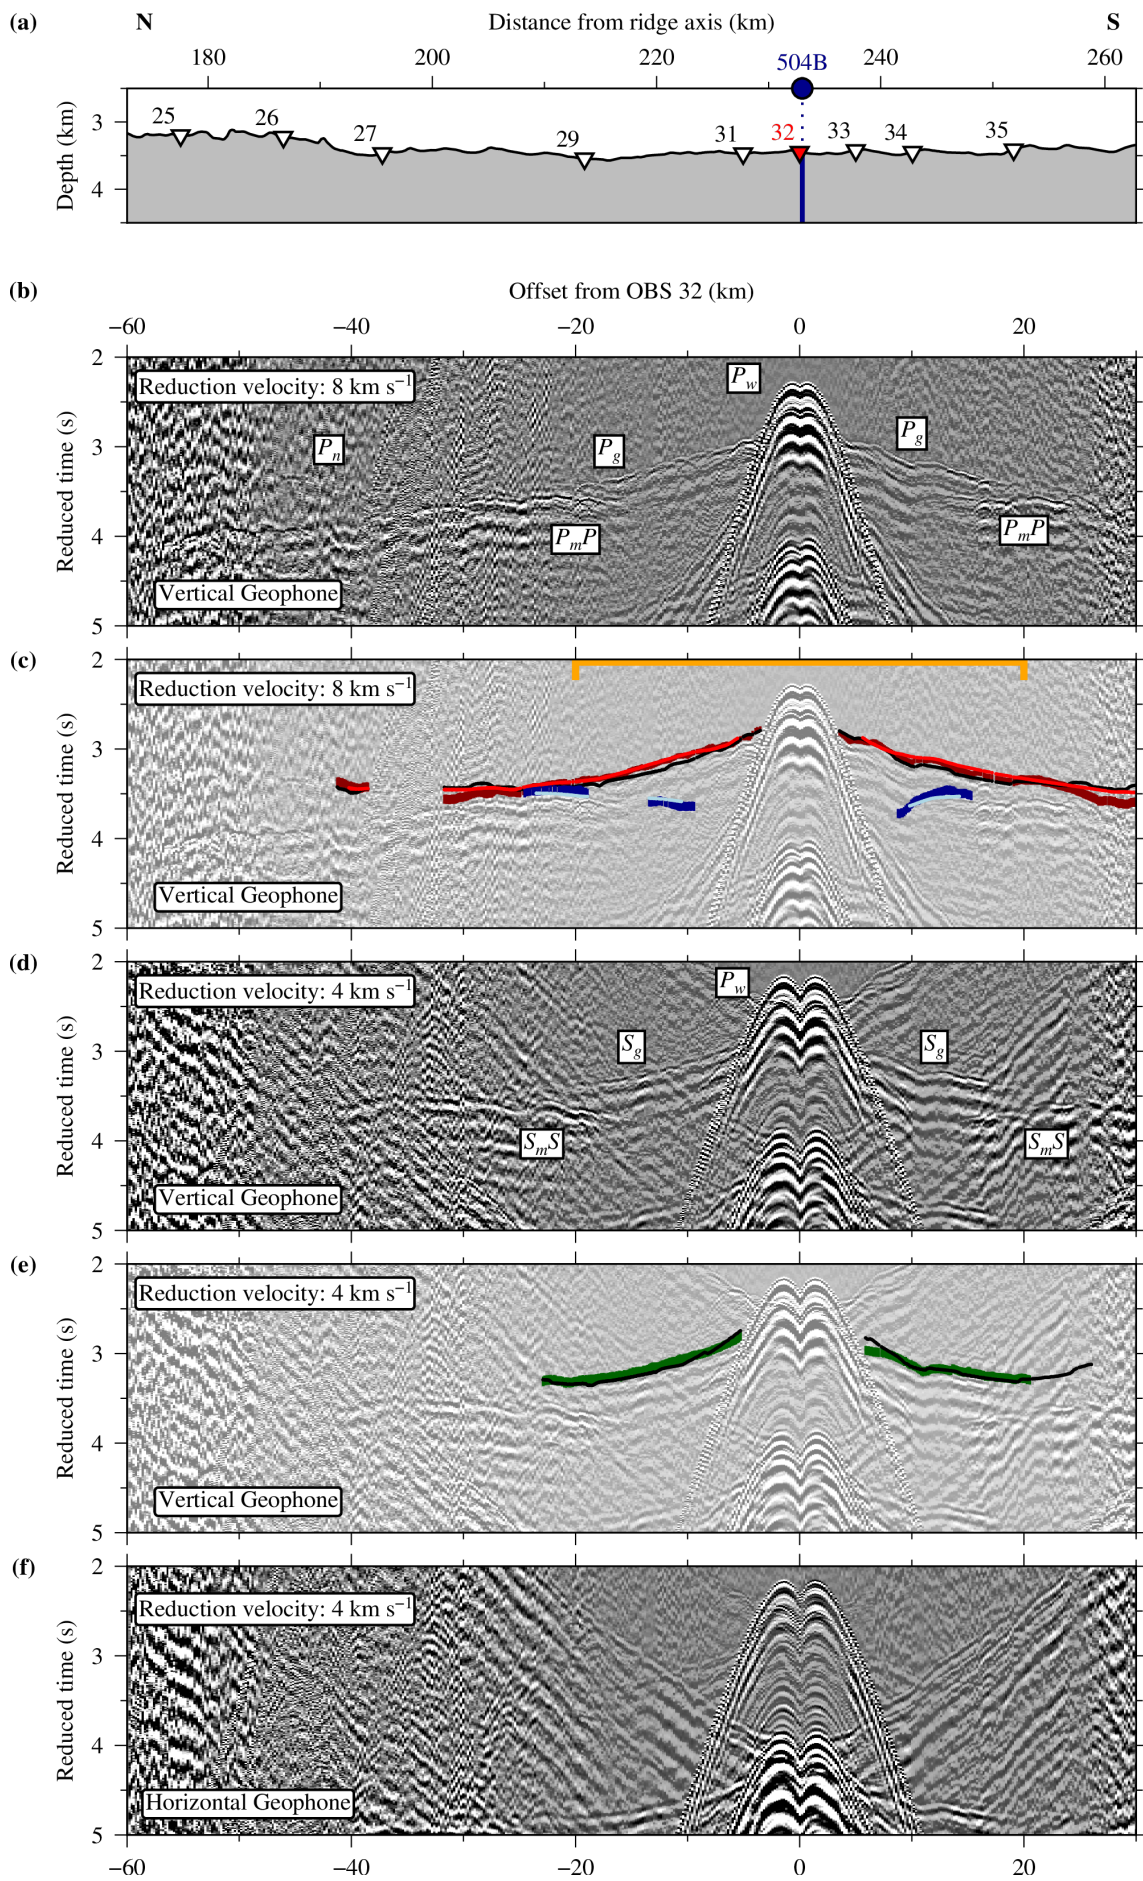 (a) N Distance from ridge axis (km) S
180 200 220 240 260
504B
25 26 27 29 31 32 33 34 35
Depth (km)
3
4
(b) Offset from OBS 32 (km)
−60 −40 −20 0 20
Reduced time (s)
2
3
4
5
Reduction velocity: 8 km s⁻¹
Pw
Pn Pg Pg
PmP PmP
Vertical Geophone
(c)
Reduced time (s)
2
3
4
5
Reduction velocity: 8 km s⁻¹
Vertical Geophone
(d)
Reduced time (s)
2
3
4
5
Reduction velocity: 4 km s⁻¹
Pw
Sg Sg
SmS SmS
Vertical Geophone
(e)
Reduced time (s)
2
3
4
5
Reduction velocity: 4 km s⁻¹
Vertical Geophone
(f)
Reduced time (s)
2
3
4
5
Reduction velocity: 4 km s⁻¹
Horizontal Geophone
−60 −40 −20 0 20